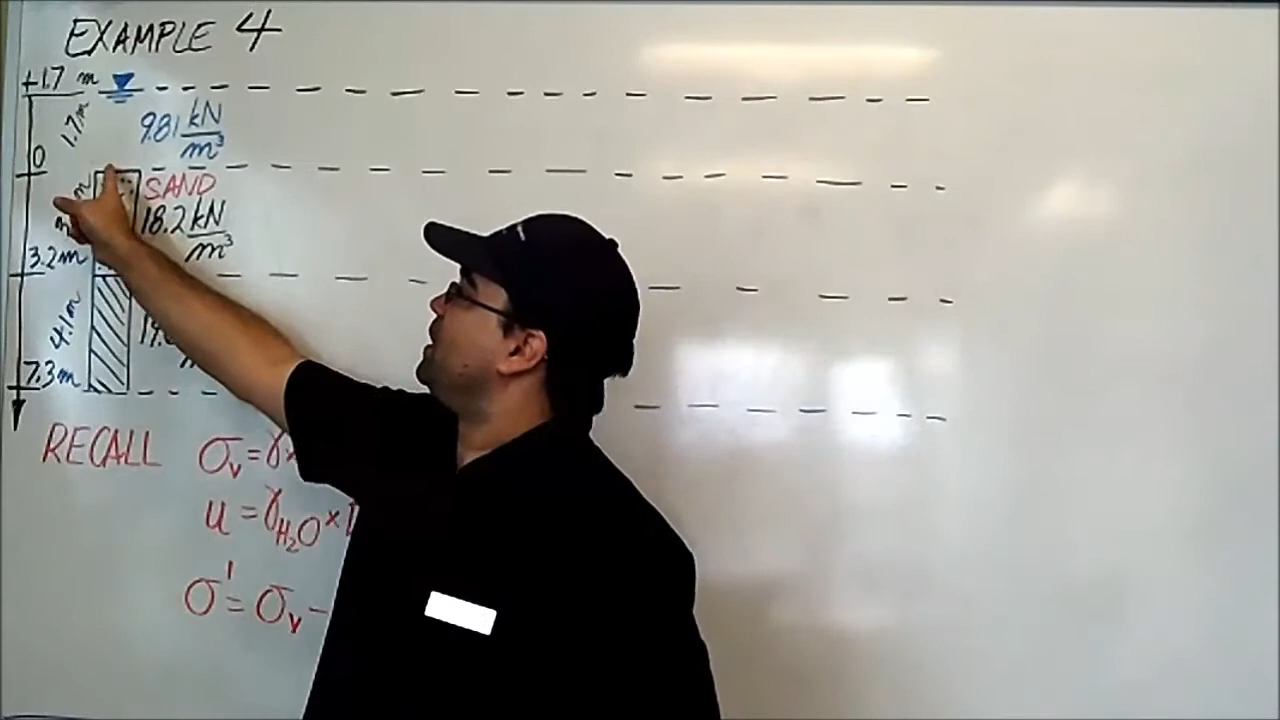 EXAMPLE 4
+1.7 m
1.7m
9.81 kN/m³
0
SAND
m
18.2 kN/m³
3.2m
4.1m
19.
7.3m
RECALL σv = γ
u = γH₂O ×
σ' = σv -